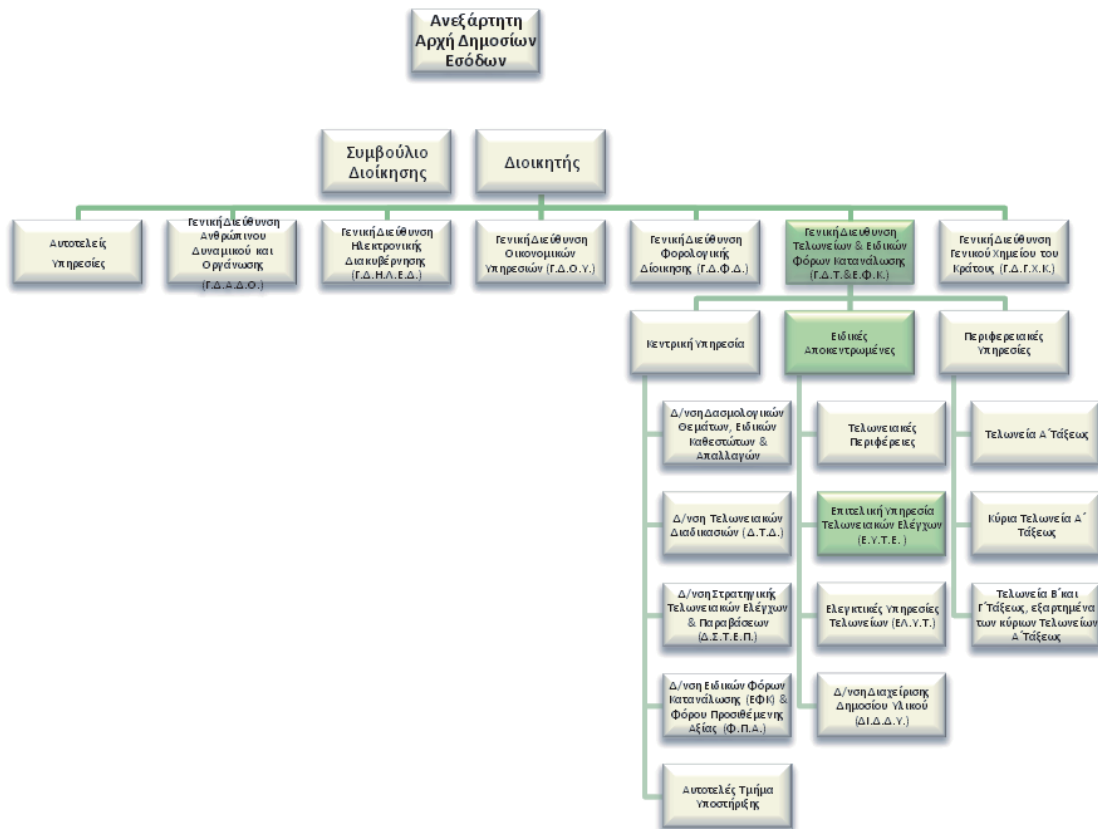 Ανεξάρτητη
Αρχή Δημοσίων
Εσόδων
Συμβούλιο
Διοίκησης
Διοικητής
Αυτοτελείς
Υπηρεσίες
Γενική Διεύθυνση
Ανθρώπινου
Δυναμικού και
Οργάνωσης
(Γ.Δ.Α.Δ.Ο.)
Γενική Διεύθυνση
Ηλεκτρονικής
Διακυβέρνησης
(Γ.Δ.Η.Λ.Ε.Δ.)
Γενική Διεύθυνση
Οικονομικών
Υπηρεσιών (Γ.Δ.Ο.Υ.)
Γενική Διεύθυνση
Φορολογικής
Δίοικησης (Γ.Δ.Φ.Δ.)
Γενική Διευθυνση
Τελωνείων & Ειδικών
Φόρων Κατανάλωσης
(Γ.Δ.Τ.&Ε.Φ.Κ.)
Γενική Διεύθυνση
Γενικού Χημείου του
Κράτους (Γ.Δ.Γ.Χ.Κ.)
Κεντρική Υπηρεσία
Ειδικές
Αποκεντρωμένες
Περιφερειακές
Υπηρεσίες
Δ/νση Δασμολογικών
Θεμάτων, Ειδικών
Καθεστώτων &
Απαλλαγών
Δ/νση Τελωνειακών
Διαδικασιών (Δ.Τ.Δ.)
Δ/νση Στρατηγικής
Τελωνειακών Ελέγχων
& Παραβάσεων
(Δ.Σ.Τ.Ε.Π.)
Δ/νση Ειδικών Φόρων
Κατανάλωσης (ΕΦΚ) &
Φόρου Προσιθέμενης
Αξίας (Φ.Π.Α.)
Αυτοτελές Τμήμα
Υποστήριξης
Τελωνειακές
Περιφέρειες
Επιτελική Υπηρεσία
Τελωνειακών Ελέγχων
(Ε.Υ.Τ.Ε. )
Ελεγκτικές Υπηρεσίες
Τελωνείων (ΕΛ.Υ.Τ.)
Δ/νση Διαχείρισης
Δημοσίου Υλικού
(ΔΙ.Δ.Δ.Υ.)
Τελωνεία Α΄Τάξεως
Κύρια Τελωνεία Α΄
Τάξεως
Τελωνεία Β΄ και
Γ΄Τάξεως, εξαρτημένα
των κύριων Τελωνείων
Α΄Τάξεως